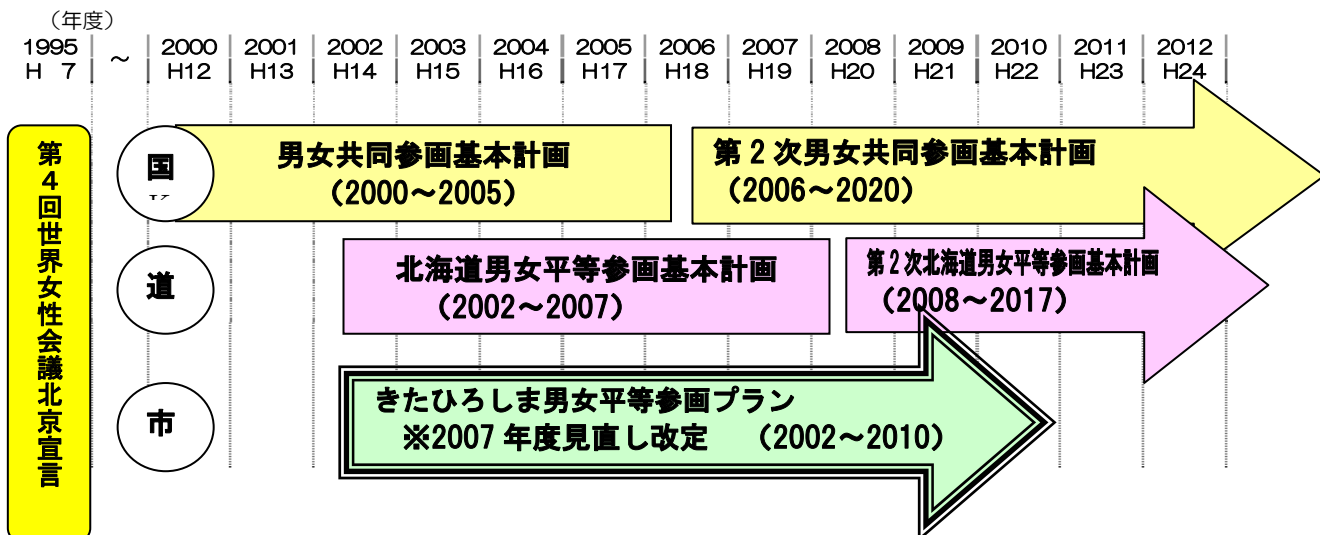 （年度）
1995 ～ 2000 2001 2002 2003 2004 2005 2006 2007 2008 2009 2010 2011 2012
H 7 H12 H13 H14 H15 H16 H17 H18 H19 H20 H21 H22 H23 H24
第4回世界女性会議北京宣言
国
男女共同参画基本計画
（2000～2005）
第2次男女共同参画基本計画
（2006～2020）
道
北海道男女平等参画基本計画
（2002～2007）
第2次北海道男女平等参画基本計画
（2008～2017）
市
きたひろしま男女平等参画プラン
※2007年度見直し改定　（2002～2010）